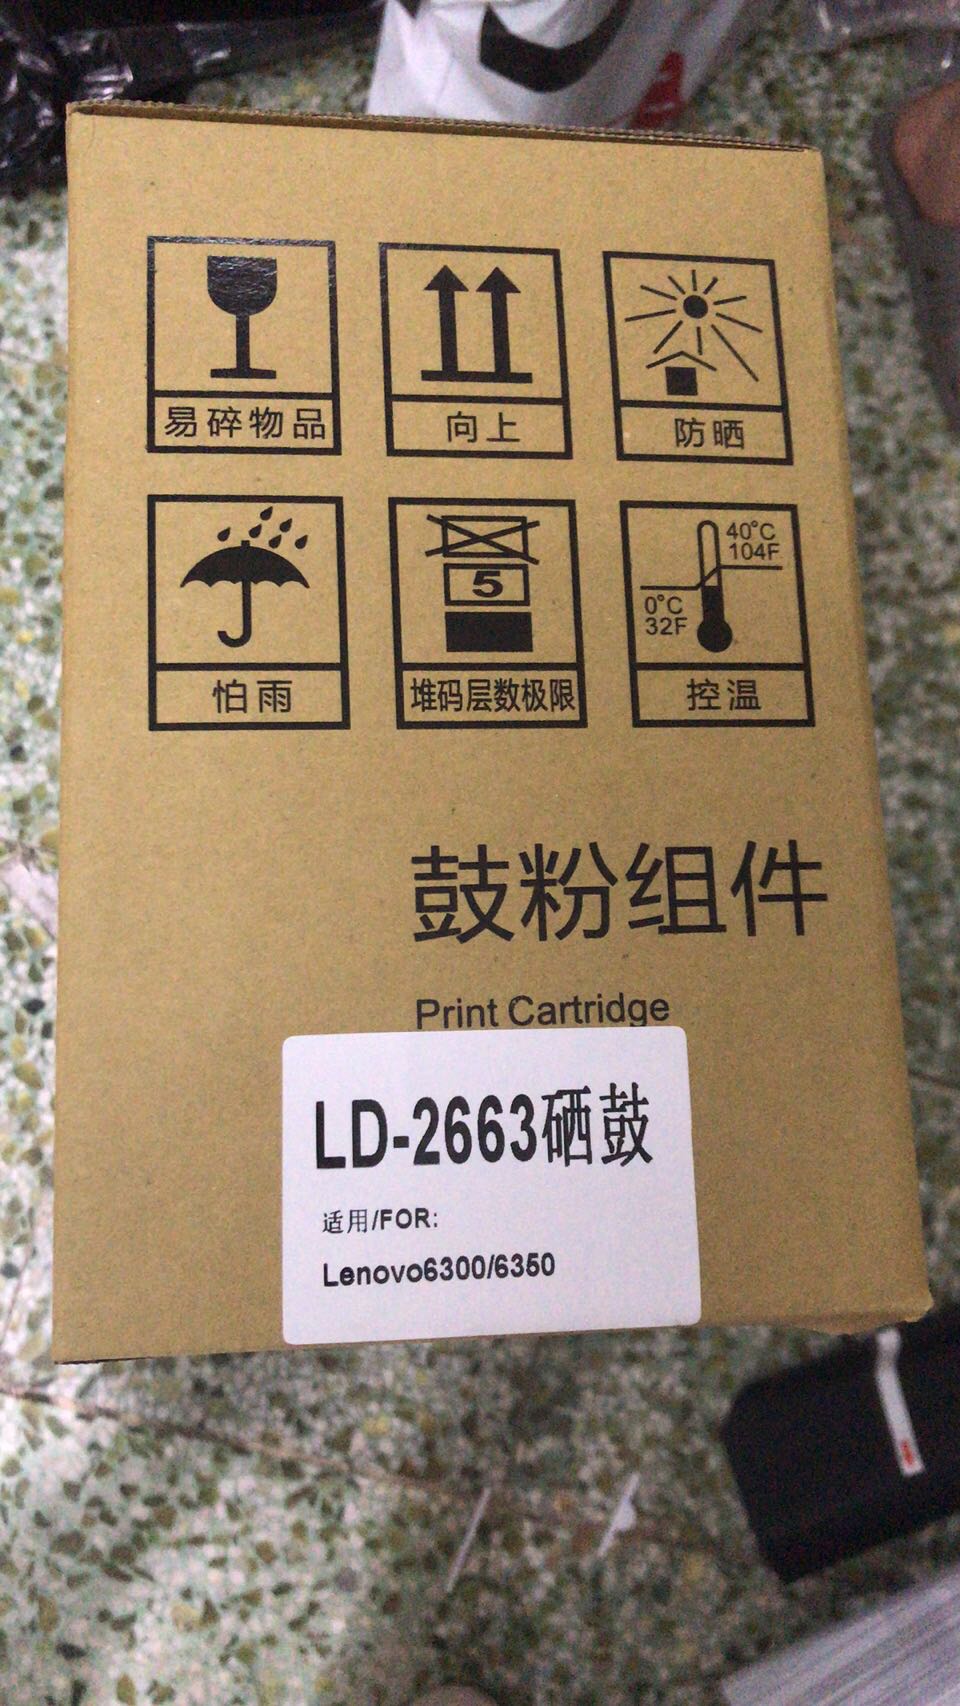 易碎物品
向上
防晒
怕雨
5
堆码层数极限
40°C
104F
0°C
32F
控温
鼓粉组件
Print Cartridge
LD-2663硒鼓
适用/FOR:
Lenovo6300/6350